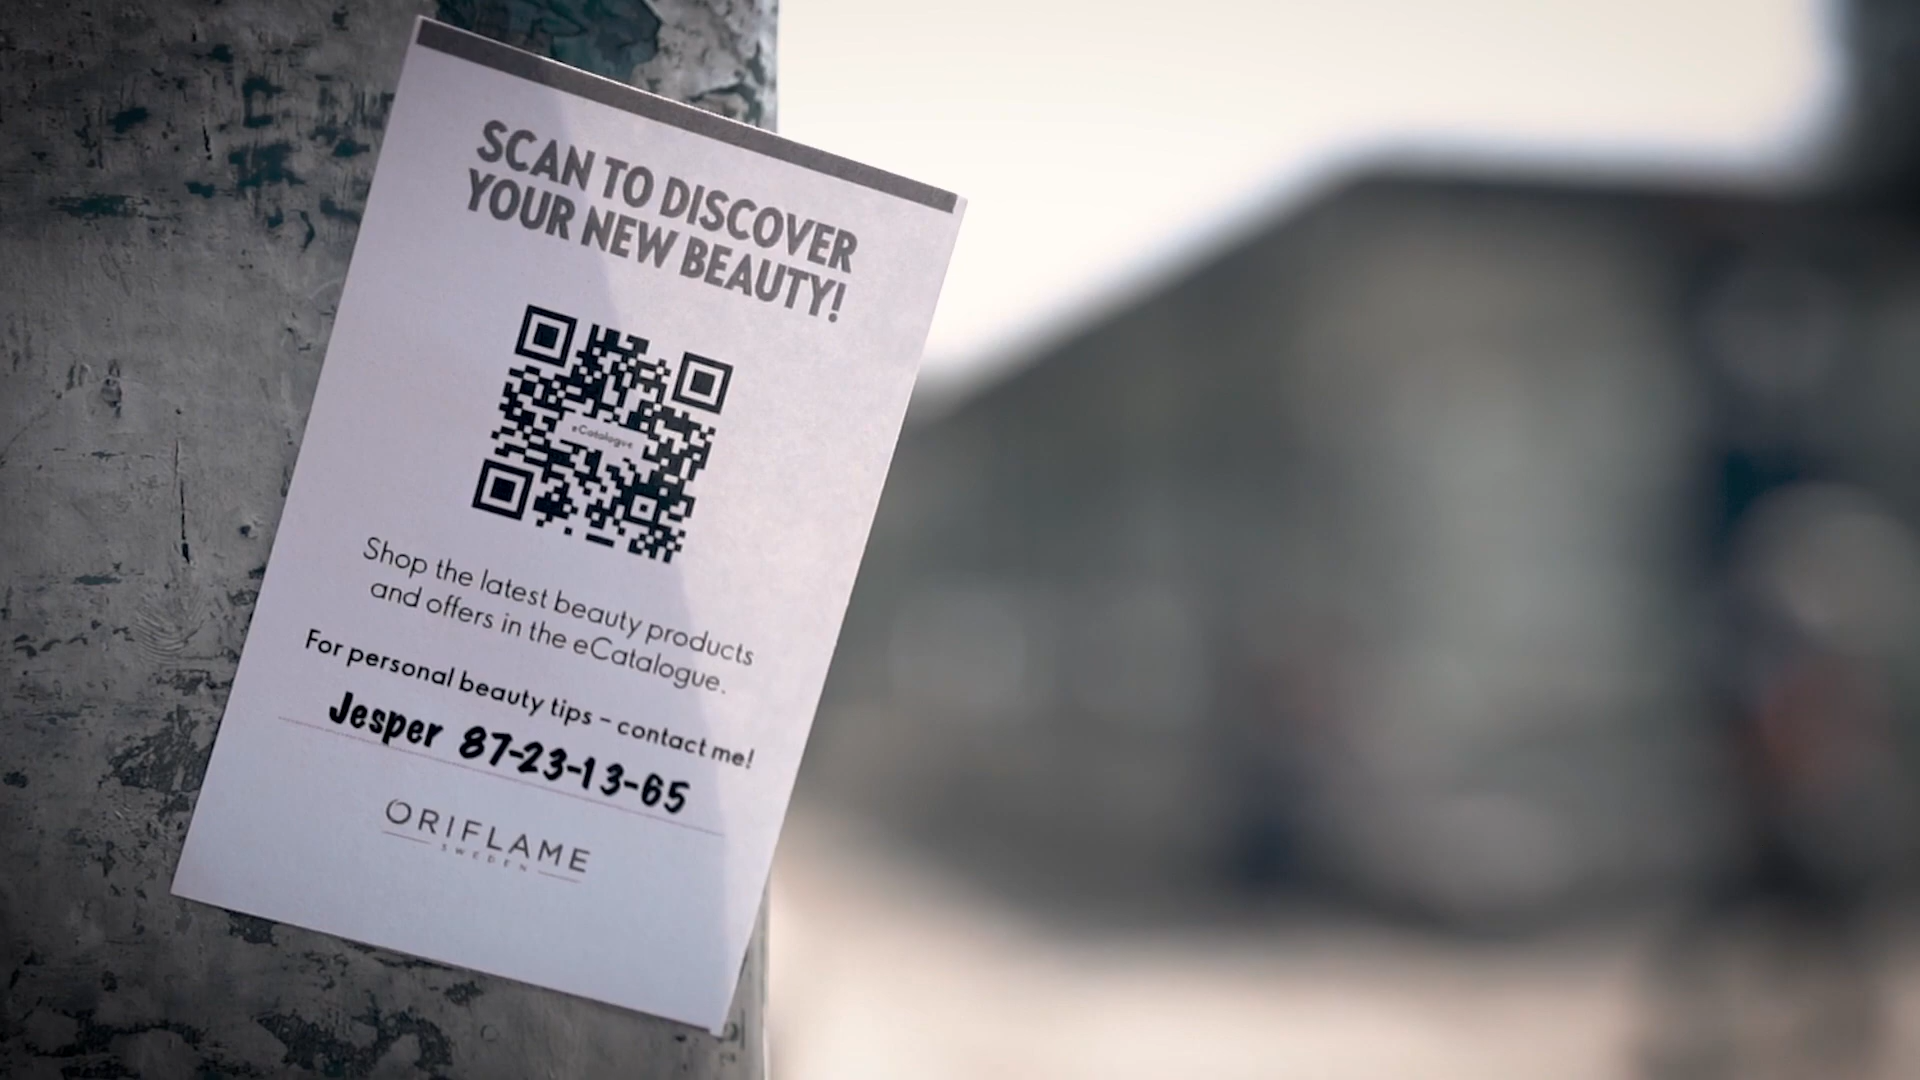 SCAN TO DISCOVER
YOUR NEW BEAUTY!
eCatalogue
Shop the latest beauty products
and offers in the eCatalogue.
For personal beauty tips – contact me!
Jesper 87-23-13-65
ORIFLAME
SWEDEN